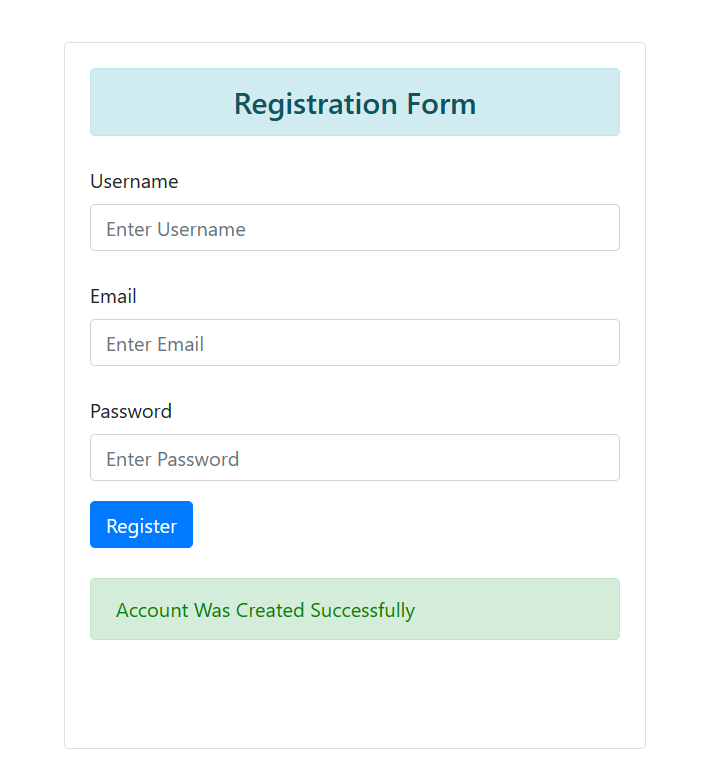 Registration Form
Username
Enter Username
Email
Enter Email
Password
Enter Password
Register
Account Was Created Successfully